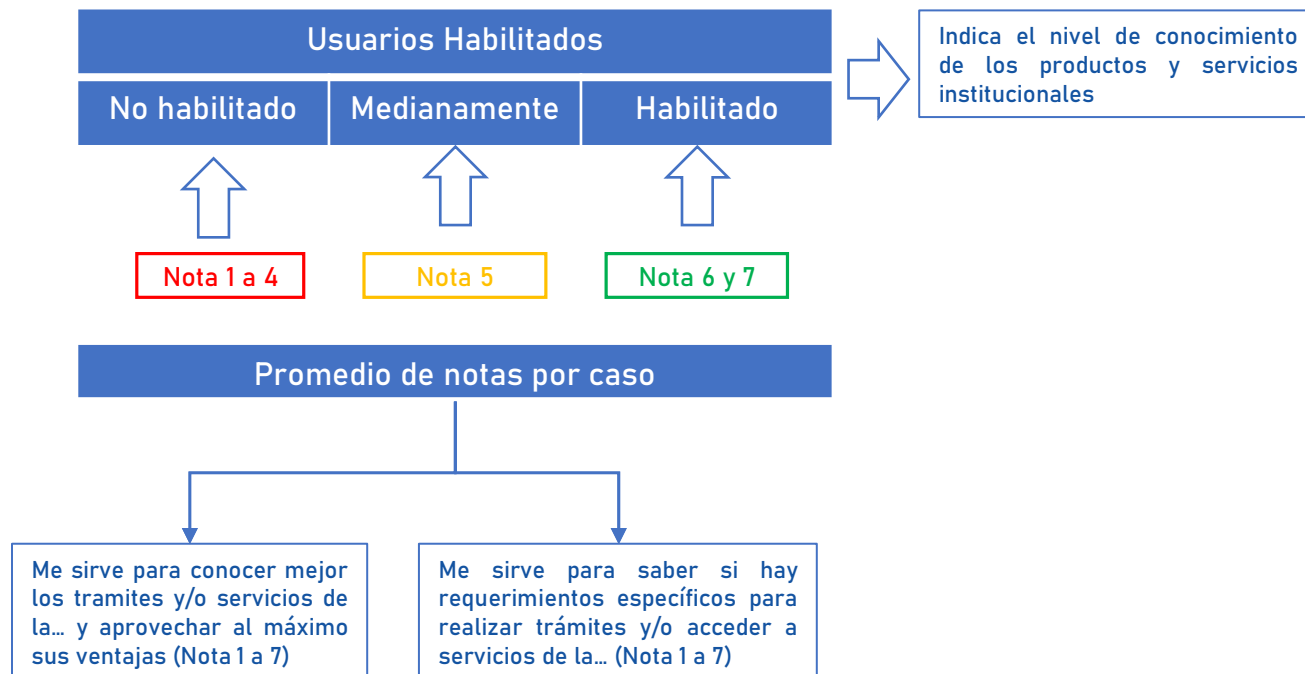 Usuarios Habilitados
Indica el nivel de conocimiento
de los productos y servicios
institucionales
No habilitado
Medianamente
Habilitado
Nota 1 a 4
Nota 5
Nota 6 y 7
Promedio de notas por caso
Me sirve para conocer mejor
los tramites y/o servicios de
la... y aprovechar al máximo
sus ventajas (Nota 1 a 7)
Me sirve para saber si hay
requerimientos específicos para
realizar trámites y/o acceder a
servicios de la... (Nota 1 a 7)